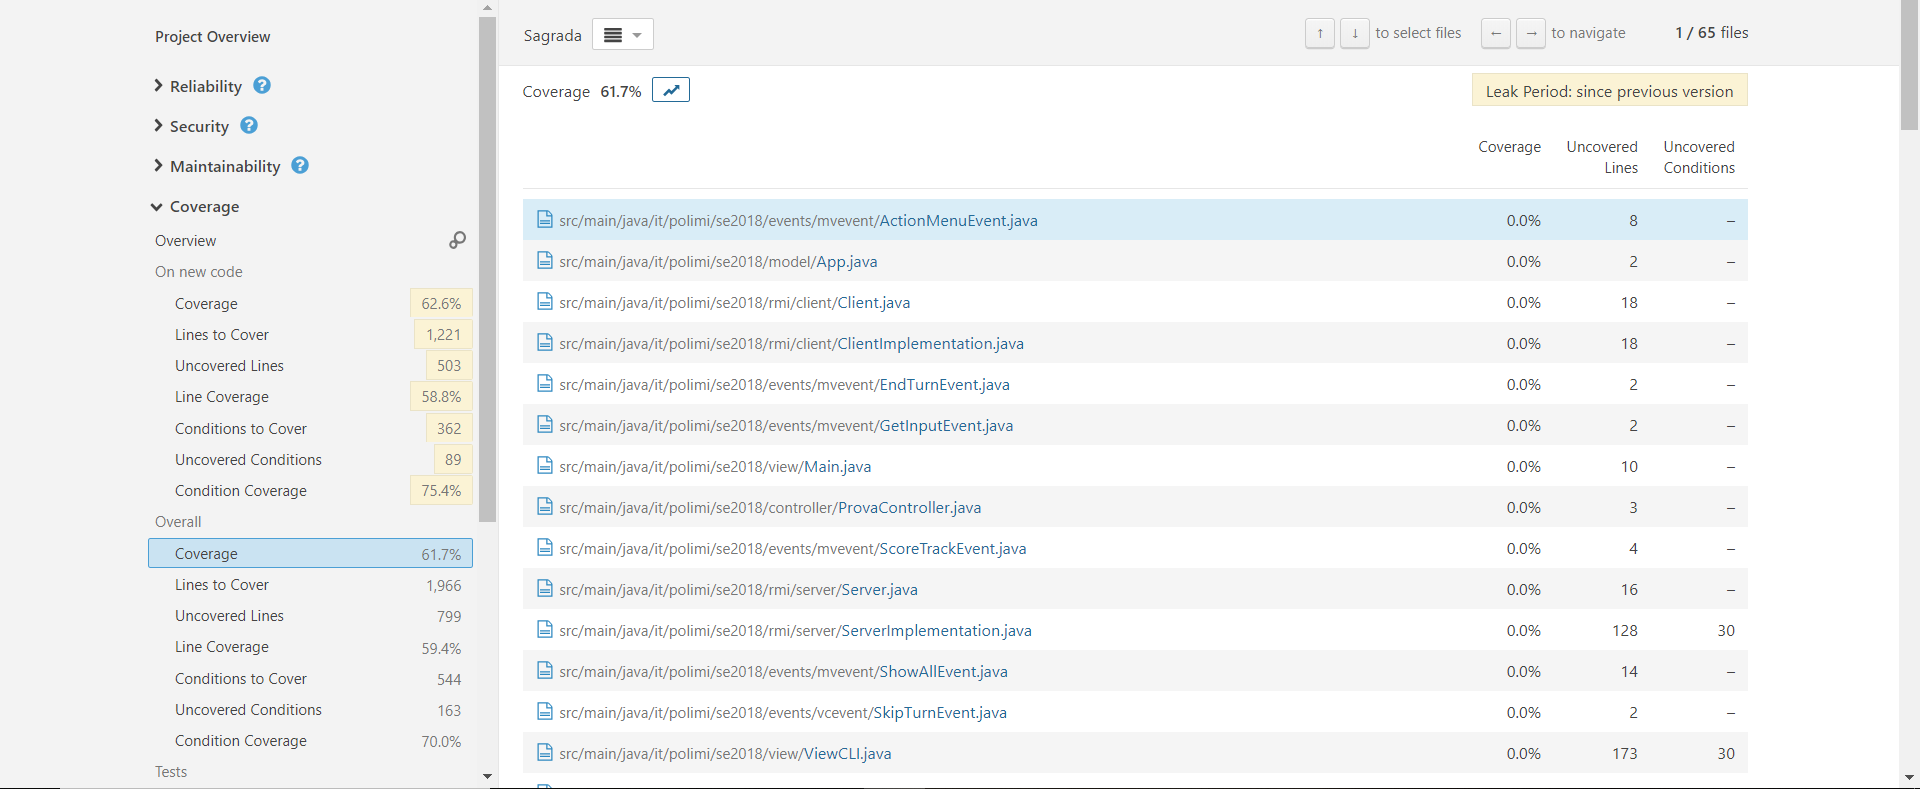 Project Overview
Reliability ?
Security ?
Maintainability ?
Coverage
Overview
On new code
Coverage 62.6%
Lines to Cover 1,221
Uncovered Lines 503
Line Coverage 58.8%
Conditions to Cover 362
Uncovered Conditions 89
Condition Coverage 75.4%
Overall
Coverage 61.7%
Lines to Cover 1,966
Uncovered Lines 799
Line Coverage 59.4%
Conditions to Cover 544
Uncovered Conditions 163
Condition Coverage 70.0%
Tests
Sagrada ↑ ↓ to select files ← → to navigate 1 / 65 files
Coverage 61.7% Leak Period: since previous version
Coverage Uncovered Lines Uncovered Conditions
src/main/java/it/polimi/se2018/events/mvevent/ActionMenuEvent.java 0.0% 8 –
src/main/java/it/polimi/se2018/model/App.java 0.0% 2 –
src/main/java/it/polimi/se2018/rmi/client/Client.java 0.0% 18 –
src/main/java/it/polimi/se2018/rmi/client/ClientImplementation.java 0.0% 18 –
src/main/java/it/polimi/se2018/events/mvevent/EndTurnEvent.java 0.0% 2 –
src/main/java/it/polimi/se2018/events/mvevent/GetInputEvent.java 0.0% 2 –
src/main/java/it/polimi/se2018/view/Main.java 0.0% 10 –
src/main/java/it/polimi/se2018/controller/ProvaController.java 0.0% 3 –
src/main/java/it/polimi/se2018/events/mvevent/ScoreTrackEvent.java 0.0% 4 –
src/main/java/it/polimi/se2018/rmi/server/Server.java 0.0% 16 –
src/main/java/it/polimi/se2018/rmi/server/ServerImplementation.java 0.0% 128 30
src/main/java/it/polimi/se2018/events/mvevent/ShowAllEvent.java 0.0% 14 –
src/main/java/it/polimi/se2018/events/vcevent/SkipTurnEvent.java 0.0% 2 –
src/main/java/it/polimi/se2018/view/ViewCLI.java 0.0% 173 30